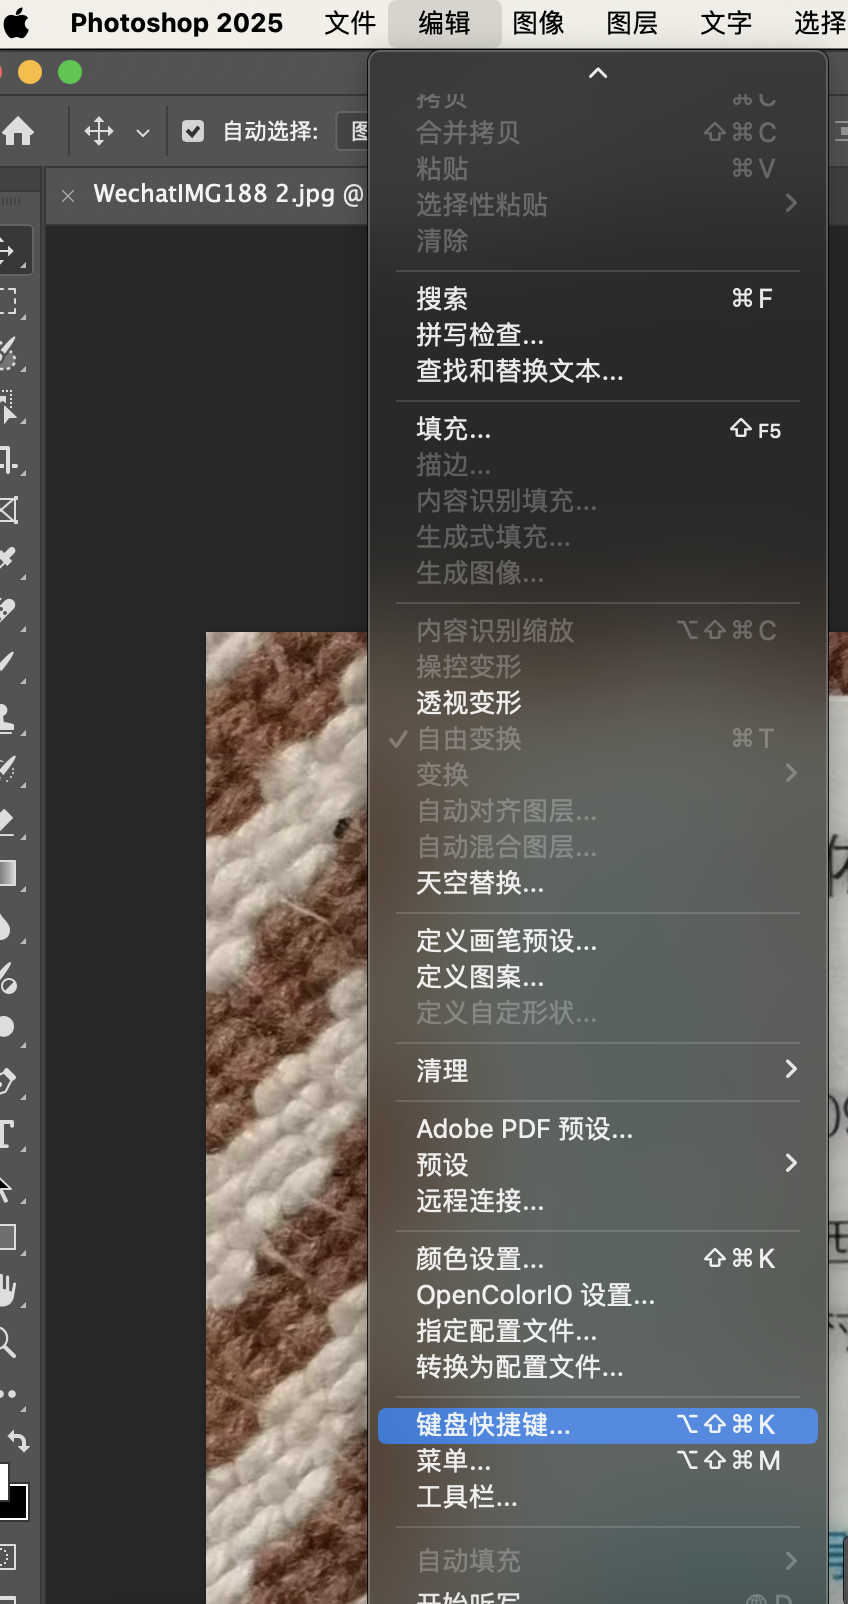 Photoshop 2025 文件 编辑 图像 图层 文字 选择
自动选择:
WechatIMG188 2.jpg @
拷贝 ⌘ C
合并拷贝 ⇧ ⌘ C
粘贴 ⌘ V
选择性粘贴
清除
搜索 ⌘ F
拼写检查...
查找和替换文本...
填充... ⇧ F5
描边...
内容识别填充...
生成式填充...
生成图像...
内容识别缩放 ⌥ ⇧ ⌘ C
操控变形
透视变形
✓ 自由变换 ⌘ T
变换
自动对齐图层...
自动混合图层...
天空替换...
定义画笔预设...
定义图案...
定义自定形状...
清理
Adobe PDF 预设...
预设
远程连接...
颜色设置... ⇧ ⌘ K
OpenColorIO 设置...
指定配置文件...
转换为配置文件...
键盘快捷键... ⌥ ⇧ ⌘ K
菜单... ⌥ ⇧ ⌘ M
工具栏...
自动填充
开始听写